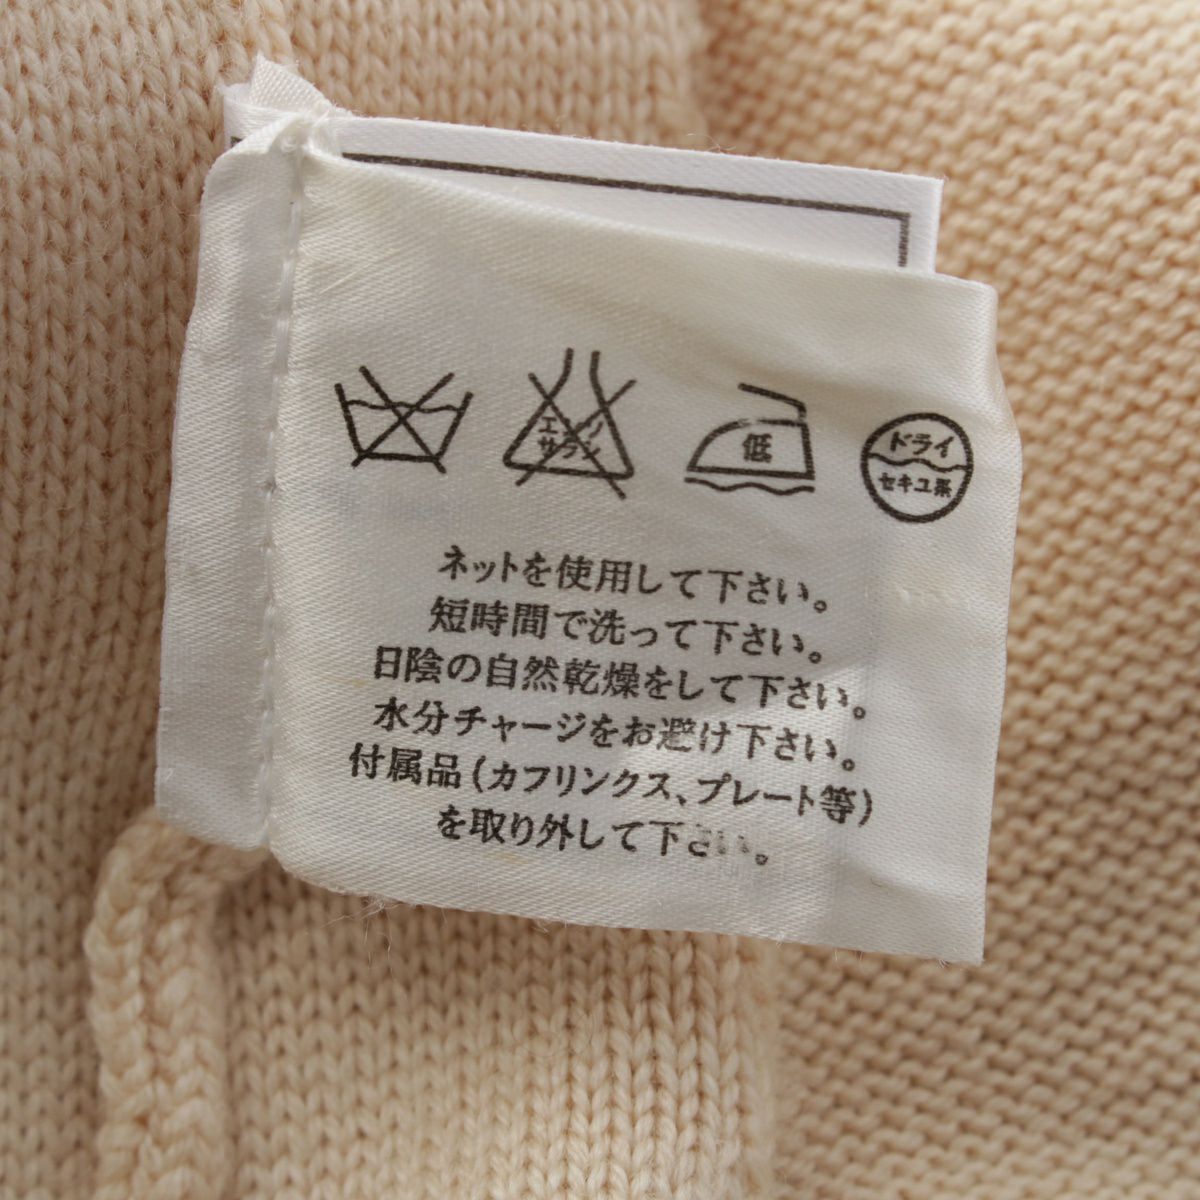 エンソ
サラシ
低
ドライ
セキユ系
ネットを使用して下さい。
短時間で洗って下さい。
日陰の自然乾燥をして下さい。
水分チャージをお避け下さい。
付属品(カフリンクス、プレート等)
を取り外して下さい。